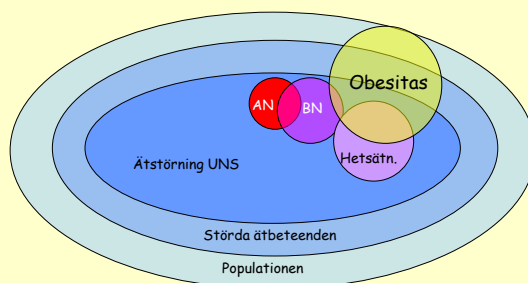 Obesitas
AN
BN
Hetsätn.
Ätstörning UNS
Störda ätbeteenden
Populationen